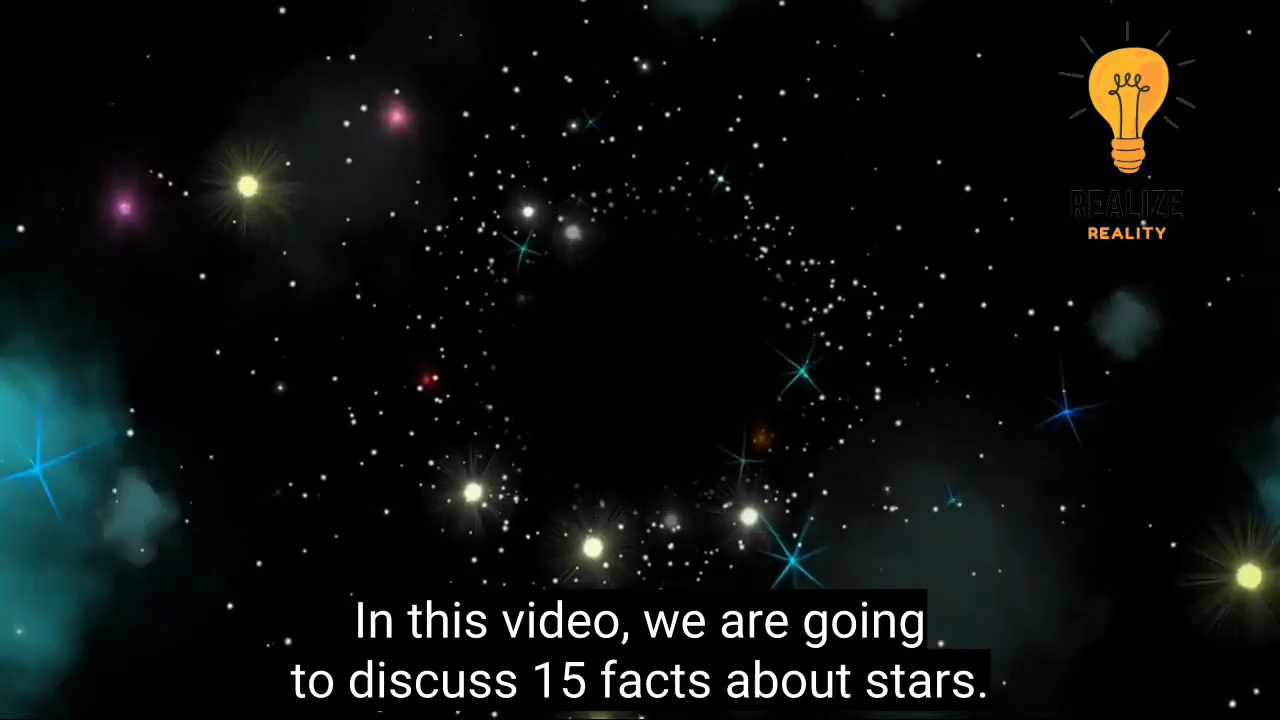 REALIZE
REALITY
In this video, we are going
to discuss 15 facts about stars.